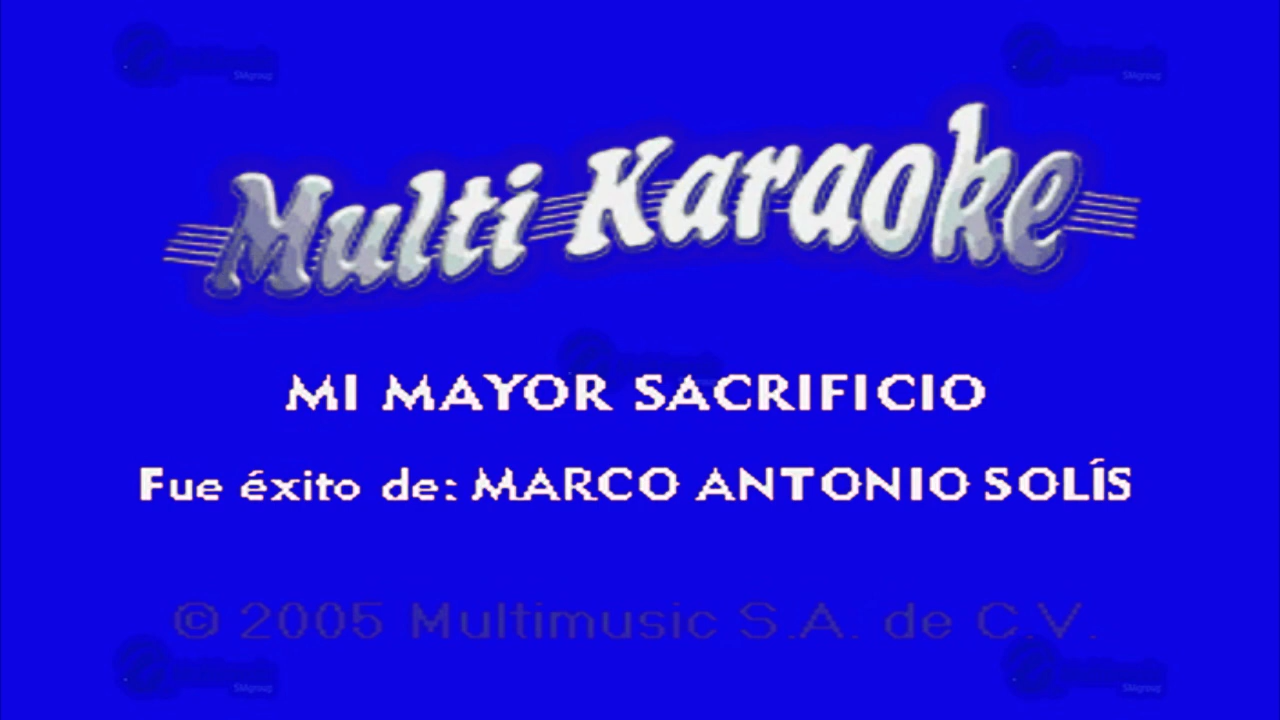 Multi Karaoke
MI MAYOR SACRIFICIO
Fue éxito de: MARCO ANTONIO SOLÍS
© 2005 Multimusic S.A. de C.V.